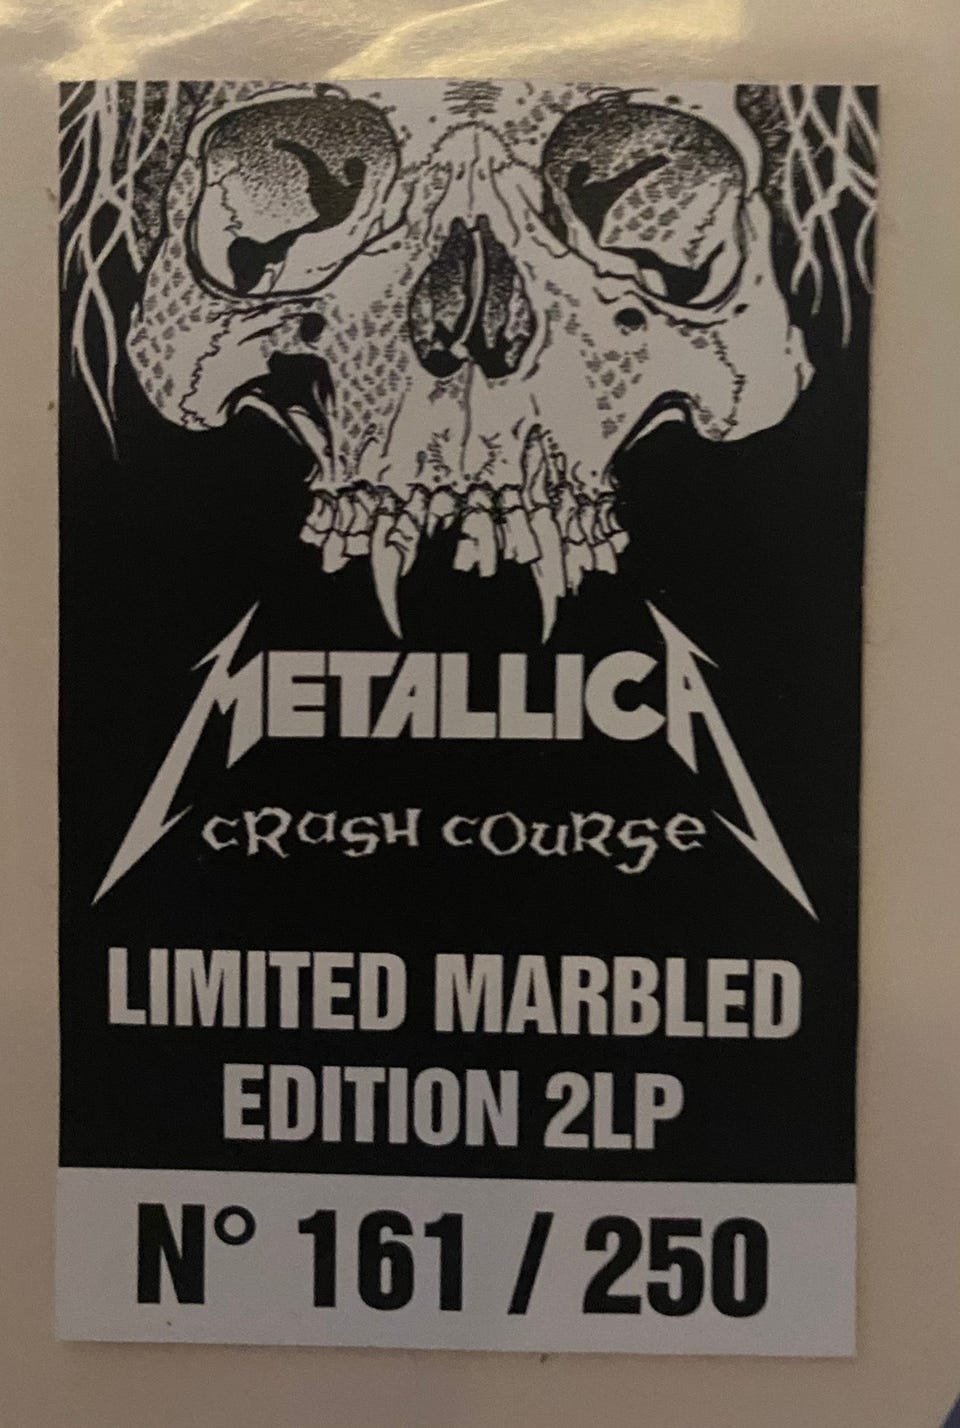 METALLICA
CRASH COURSE
LIMITED MARBLED
EDITION 2LP
N° 161 / 250